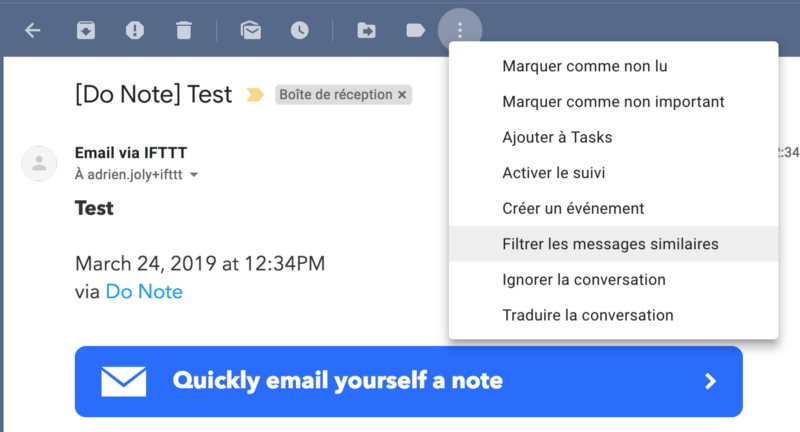 [Do Note] Test
Boîte de réception ×
Email via IFTTT
À adrien.joly+ifttt
Test
March 24, 2019 at 12:34PM
via Do Note
Quickly email yourself a note
Marquer comme non lu
Marquer comme non important
Ajouter à Tasks
Activer le suivi
Créer un événement
Filtrer les messages similaires
Ignorer la conversation
Traduire la conversation